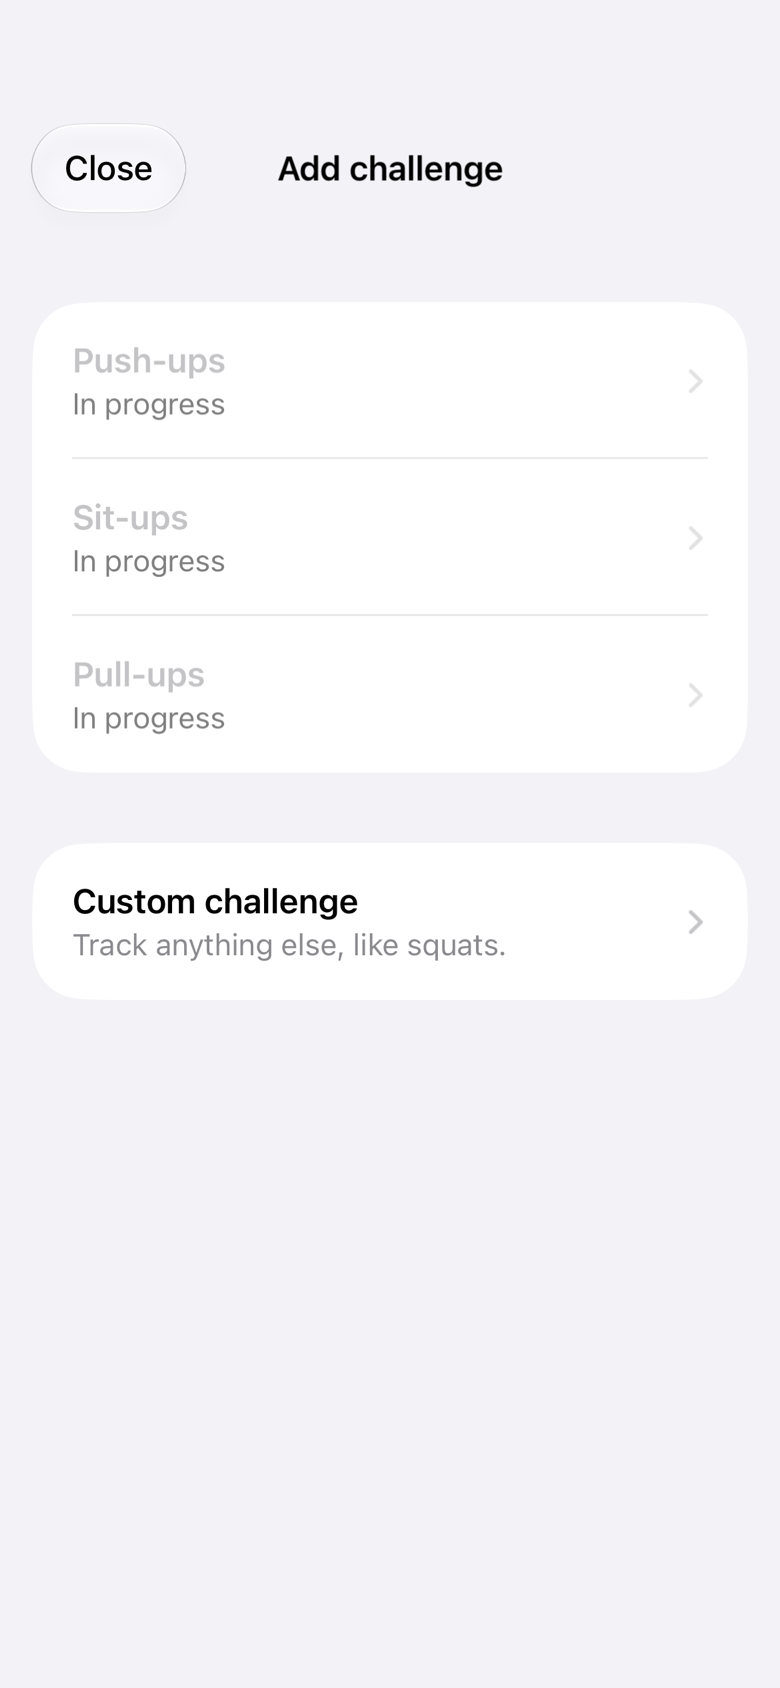 Close
Add challenge
Push-ups
In progress
Sit-ups
In progress
Pull-ups
In progress
Custom challenge
Track anything else, like squats.